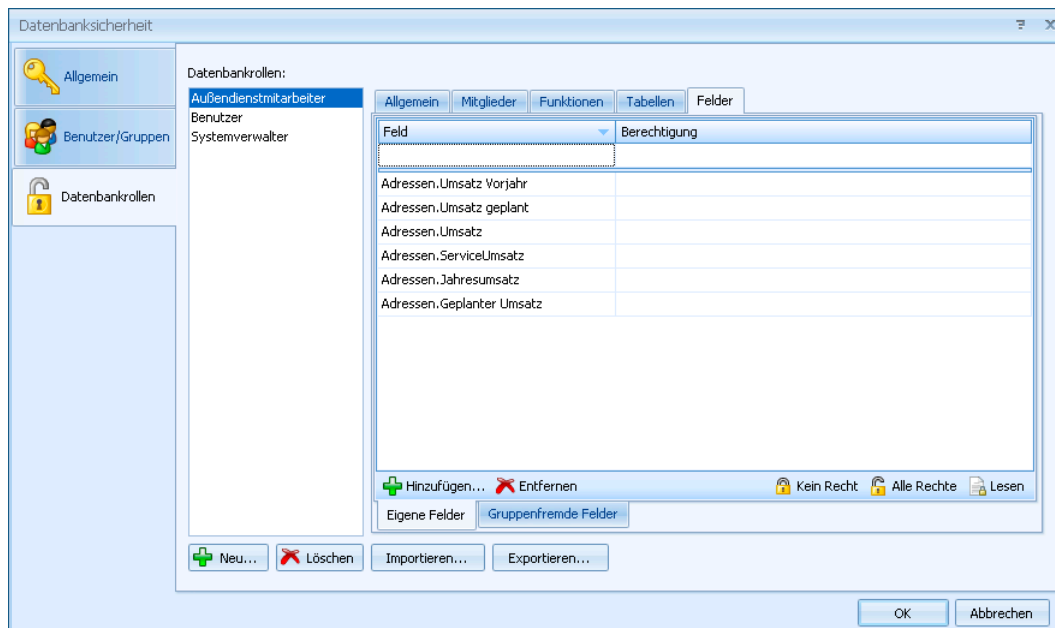 Datenbanksicherheit
Allgemein
Benutzer/Gruppen
Datenbankrollen
Datenbankrollen:
Außendienstmitarbeiter
Benutzer
Systemverwalter
Allgemein Mitglieder Funktionen Tabellen Felder
Feld Berechtigung
Adressen.Umsatz Vorjahr
Adressen.Umsatz geplant
Adressen.Umsatz
Adressen.ServiceUmsatz
Adressen.Jahresumsatz
Adressen.Geplanter Umsatz
Hinzufügen... Entfernen Kein Recht Alle Rechte Lesen
Eigene Felder Gruppenfremde Felder
Neu... Löschen Importieren... Exportieren...
OK Abbrechen